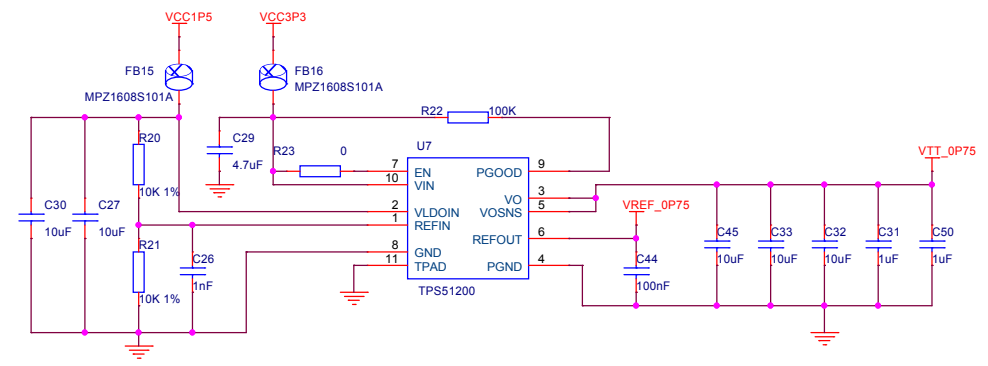 VCC1P5
VCC3P3
FB15
MPZ1608S101A
FB16
MPZ1608S101A
R22
100K
R20
10K 1%
C29
4.7uF
R23
0
U7
7
EN
10
VIN
2
VLDOIN
1
REFIN
8
GND
11
TPAD
9
PGOOD
3
VO
5
VOSNS
6
REFOUT
4
PGND
TPS51200
VTT_0P75
VREF_0P75
C30
10uF
C27
10uF
R21
10K 1%
C26
1nF
C44
100nF
C45
10uF
C33
10uF
C32
10uF
C31
1uF
C50
1uF